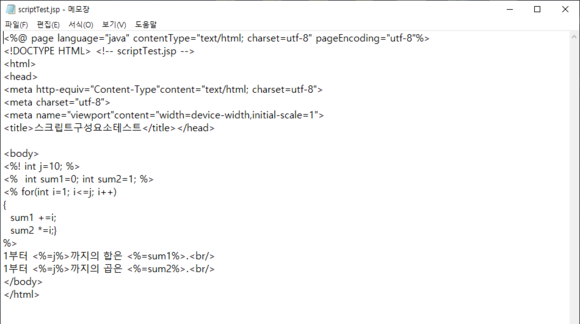 scriptTest.jsp - 메모장
파일(F) 편집(E) 서식(O) 보기(V) 도움말
<%@ page language="java" contentType="text/html; charset=utf-8" pageEncoding="utf-8"%>
<!DOCTYPE HTML> <!-- scriptTest.jsp -->
<html>
<head>
<meta http-equiv="Content-Type"content="text/html; charset=utf-8">
<meta charset="utf-8">
<meta name="viewport"content="width=device-width,initial-scale=1">
<title>스크립트구성요소테스트</title></head>

<body>
<%! int j=10; %>
<%  int sum1=0; int sum2=1; %>
<% for(int i=1; i<=j; i++)
{
  sum1 +=i;
  sum2 *=i;}
%>
1부터 <%=j%>까지의 합은 <%=sum1%>.<br/>
1부터 <%=j%>까지의 곱은 <%=sum2%>.<br/>
</body>
</html>